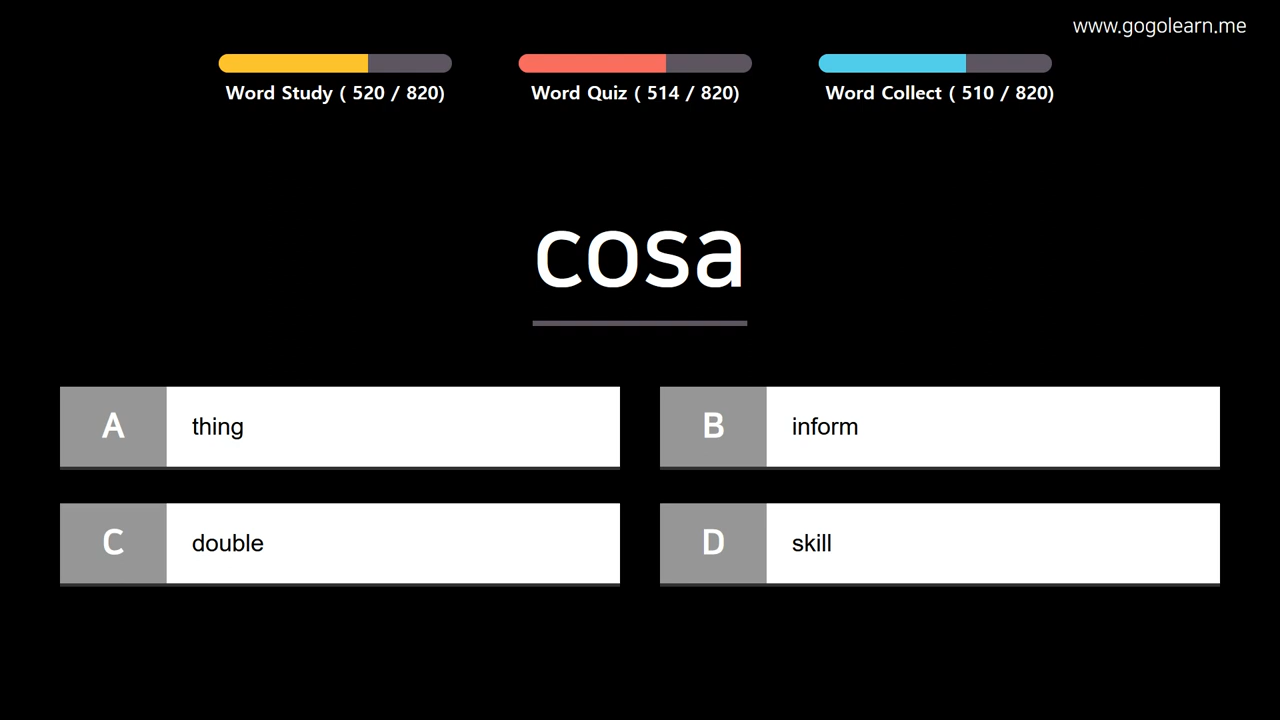 www.gogolearn.me
Word Study ( 520 / 820)
Word Quiz ( 514 / 820)
Word Collect ( 510 / 820)
cosa
A thing
B inform
C double
D skill